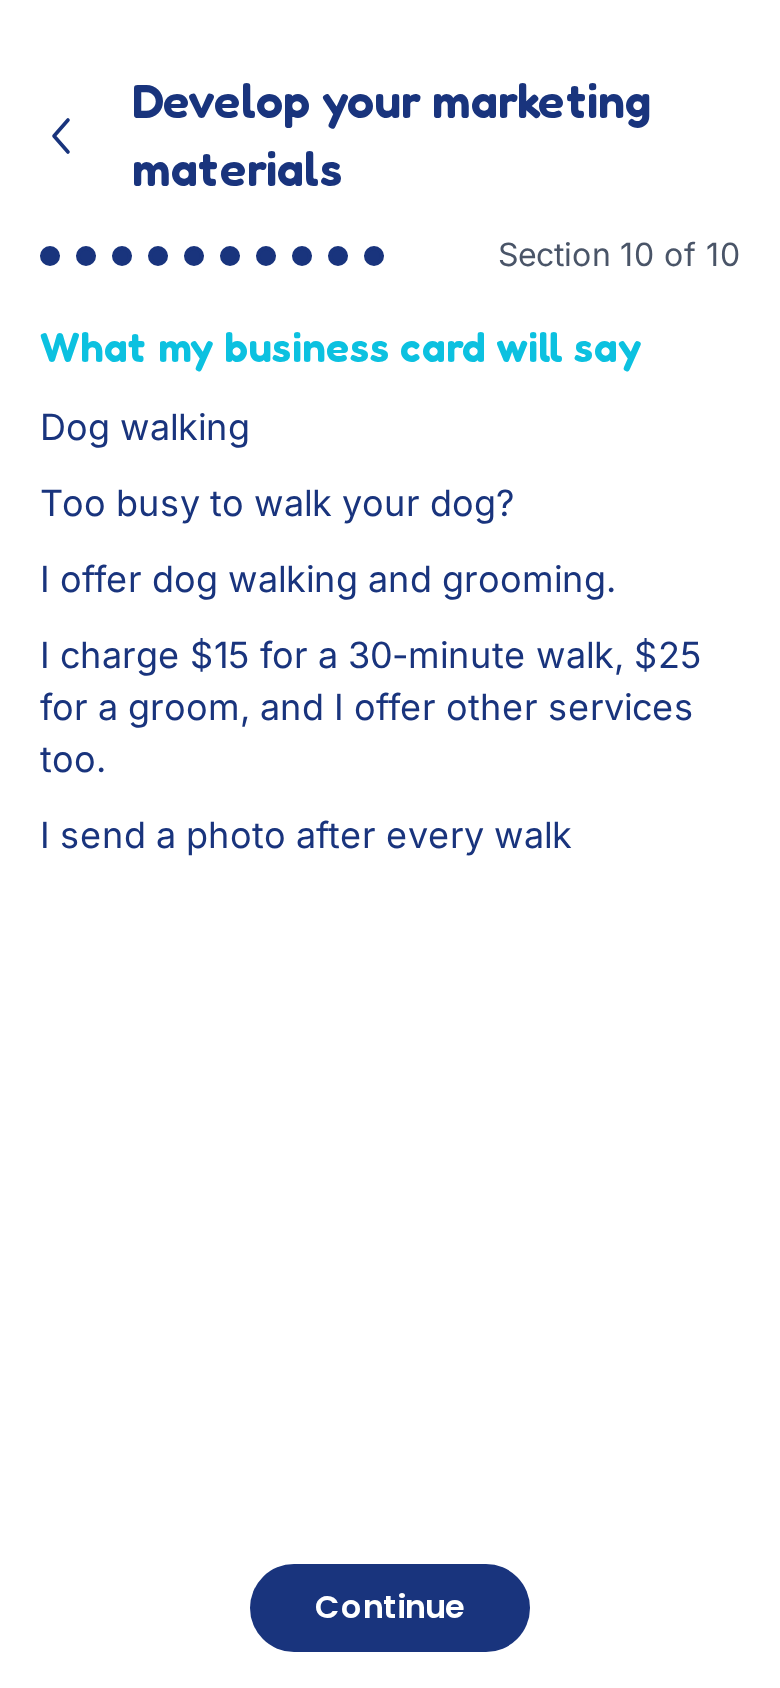 Develop your marketing
materials
Section 10 of 10
What my business card will say
Dog walking
Too busy to walk your dog?
I offer dog walking and grooming.
I charge $15 for a 30-minute walk, $25
for a groom, and I offer other services
too.
I send a photo after every walk
Continue